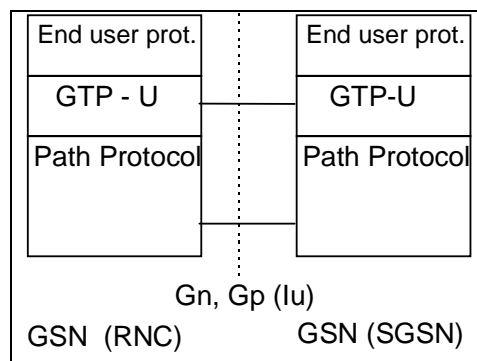 End user prot.
End user prot.
GTP - U
GTP-U
Path Protocol
Path Protocol
Gn, Gp (Iu)
GSN (RNC)
GSN (SGSN)